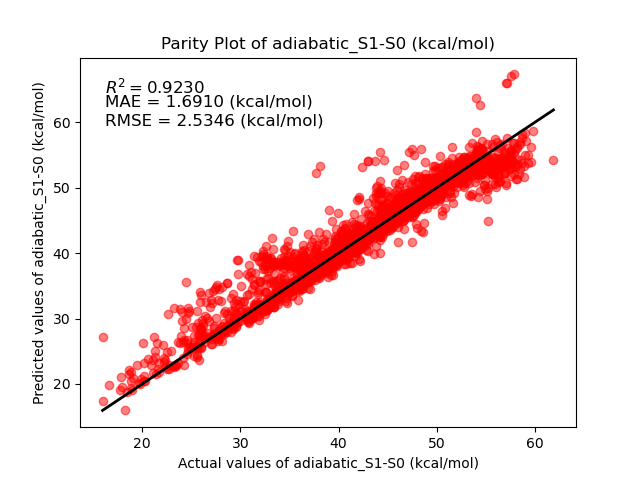 Parity Plot of adiabatic_S1-S0 (kcal/mol)
R² = 0.9230
MAE = 1.6910 (kcal/mol)
RMSE = 2.5346 (kcal/mol)
Predicted values of adiabatic_S1-S0 (kcal/mol)
60
50
40
30
20
20 30 40 50 60
Actual values of adiabatic_S1-S0 (kcal/mol)